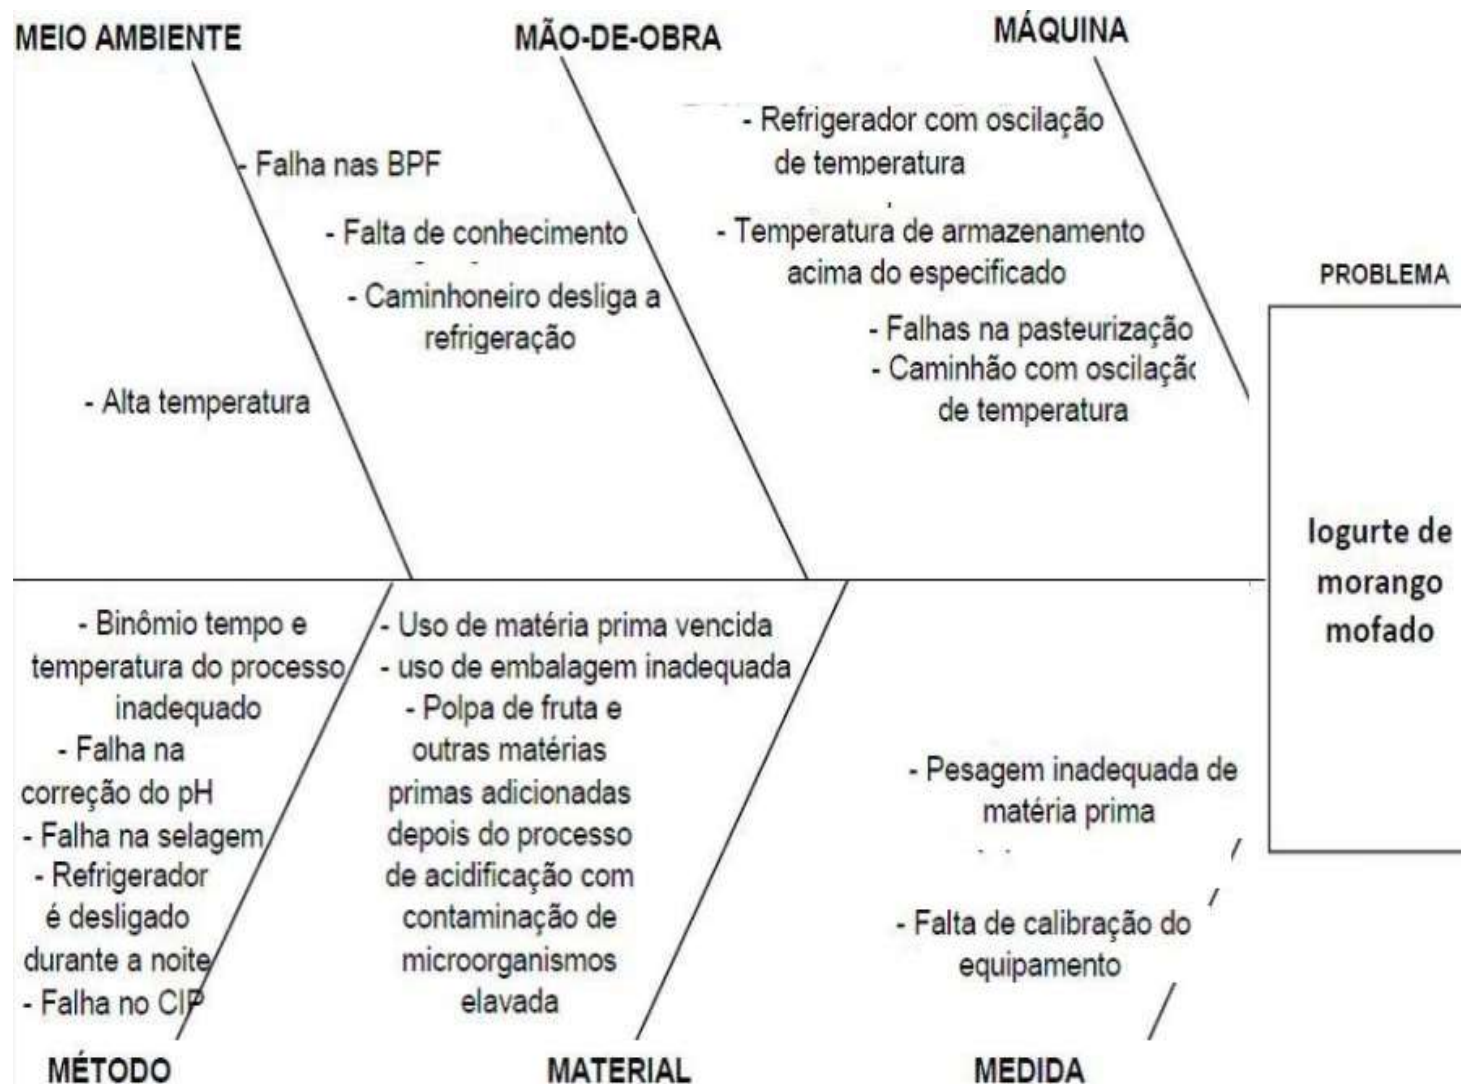 MEIO AMBIENTE
- Alta temperatura
MÃO-DE-OBRA
- Falha nas BPF
- Falta de conhecimento
- Caminhoneiro desliga a
refrigeração
MÁQUINA
- Refrigerador com oscilação
de temperatura
- Temperatura de armazenamento
acima do especificado
- Falhas na pasteurização
- Caminhão com oscilaçã
de temperatura
PROBLEMA
Iogurte de
morango
mofado
- Binômio tempo e
temperatura do processo
inadequado
- Falha na
correção do pH
- Falha na selagem
- Refrigerador
é desligado
durante a noite
- Falha no CIP
MÉTODO
- Uso de matéria prima vencida
- uso de embalagem inadequada
- Polpa de fruta e
outras matérias
primas adicionadas
depois do processo
de acidificação com
contaminação de
microorganismos
elavada
MATERIAL
- Pesagem inadequada de
matéria prima
- Falta de calibração do
equipamento
MEDIDA